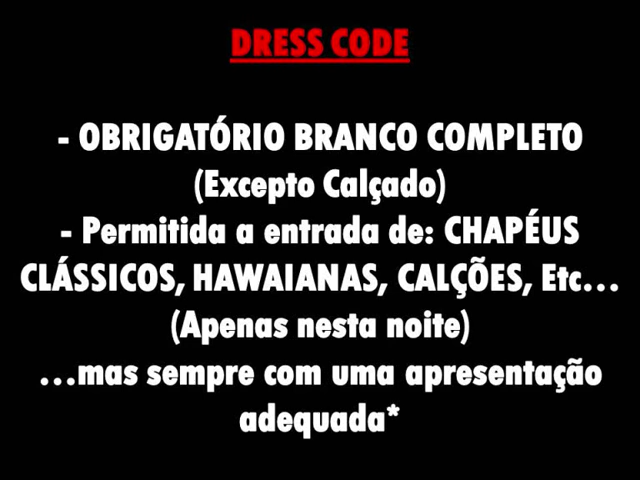 DRESS CODE
- OBRIGATÓRIO BRANCO COMPLETO
(Excepto Calçado)
- Permitida a entrada de: CHAPÉUS
CLÁSSICOS, HAWAIANAS, CALÇÕES, Etc...
(Apenas nesta noite)
...mas sempre com uma apresentação
adequada*